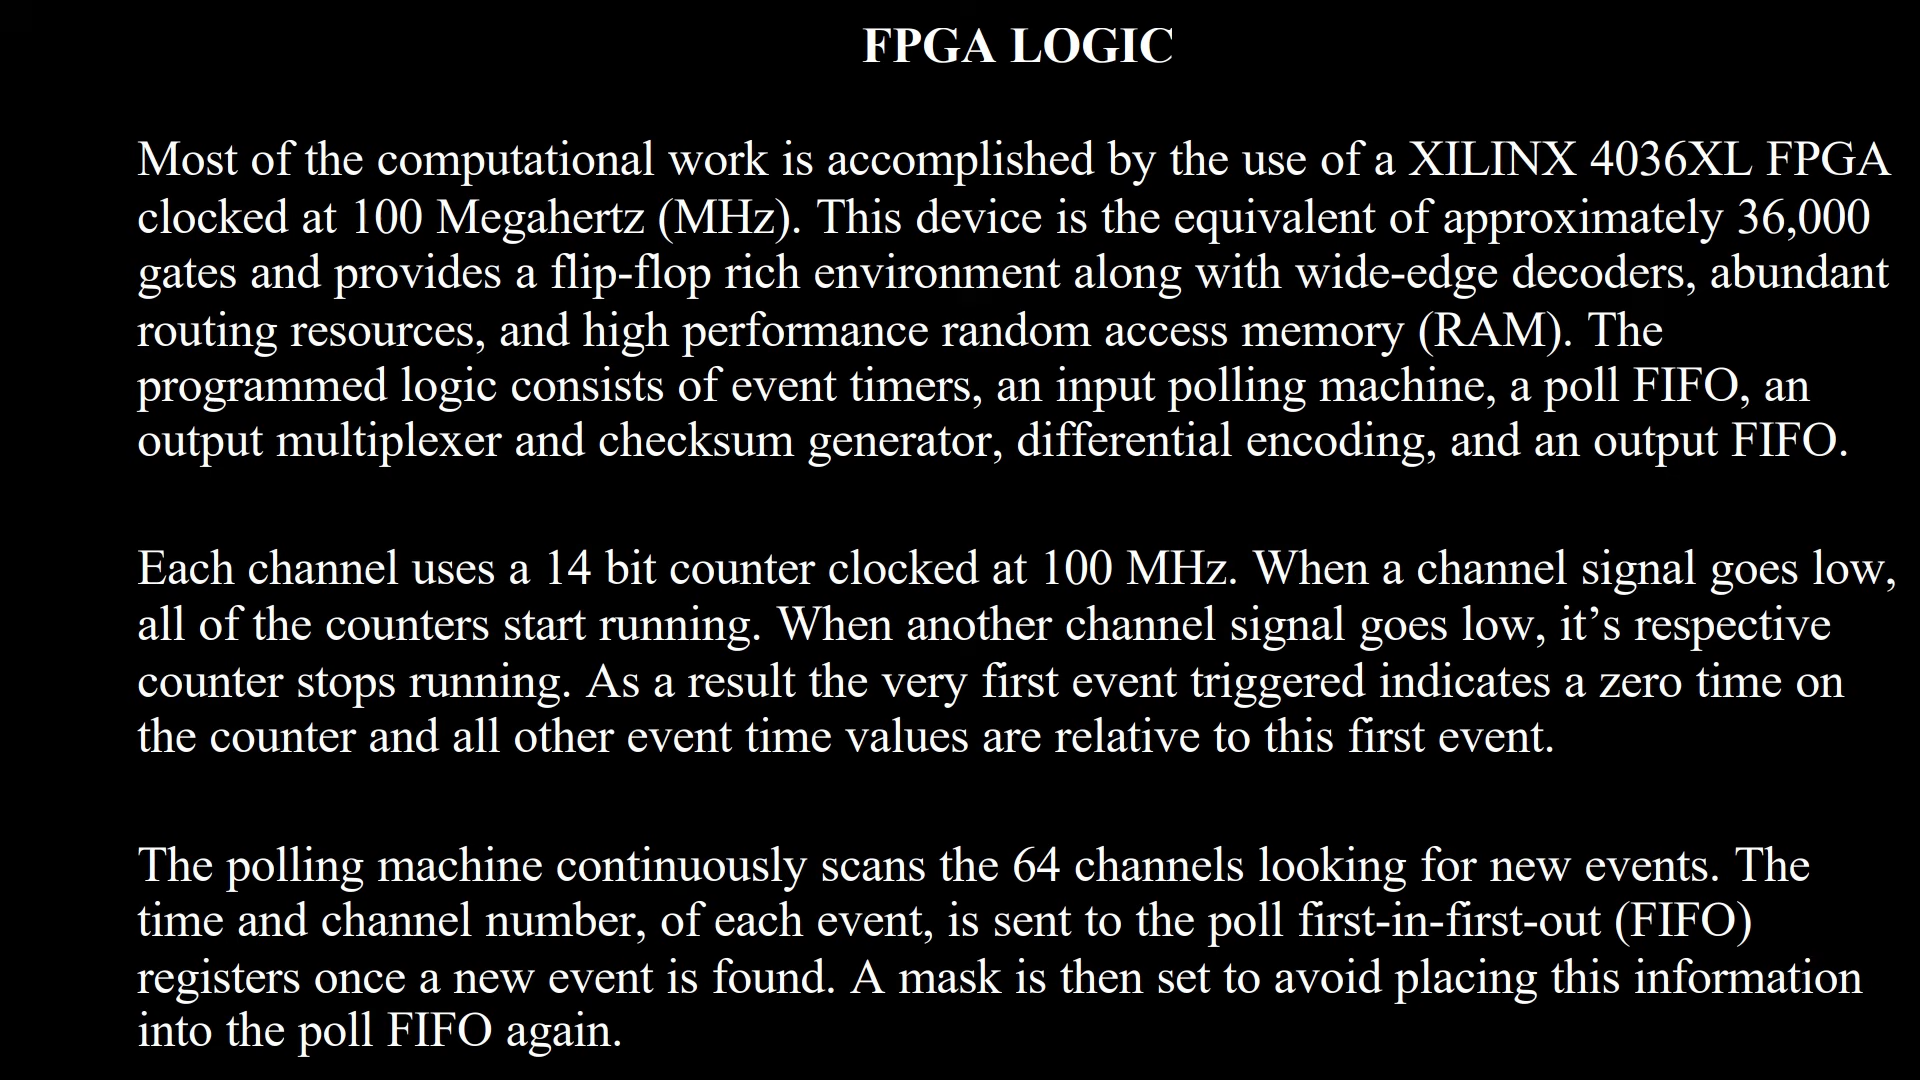 FPGA LOGIC
Most of the computational work is accomplished by the use of a XILINX 4036XL FPGA
clocked at 100 Megahertz (MHz). This device is the equivalent of approximately 36,000
gates and provides a flip-flop rich environment along with wide-edge decoders, abundant
routing resources, and high performance random access memory (RAM). The
programmed logic consists of event timers, an input polling machine, a poll FIFO, an
output multiplexer and checksum generator, differential encoding, and an output FIFO.
Each channel uses a 14 bit counter clocked at 100 MHz. When a channel signal goes low,
all of the counters start running. When another channel signal goes low, it’s respective
counter stops running. As a result the very first event triggered indicates a zero time on
the counter and all other event time values are relative to this first event.
The polling machine continuously scans the 64 channels looking for new events. The
time and channel number, of each event, is sent to the poll first-in-first-out (FIFO)
registers once a new event is found. A mask is then set to avoid placing this information
into the poll FIFO again.